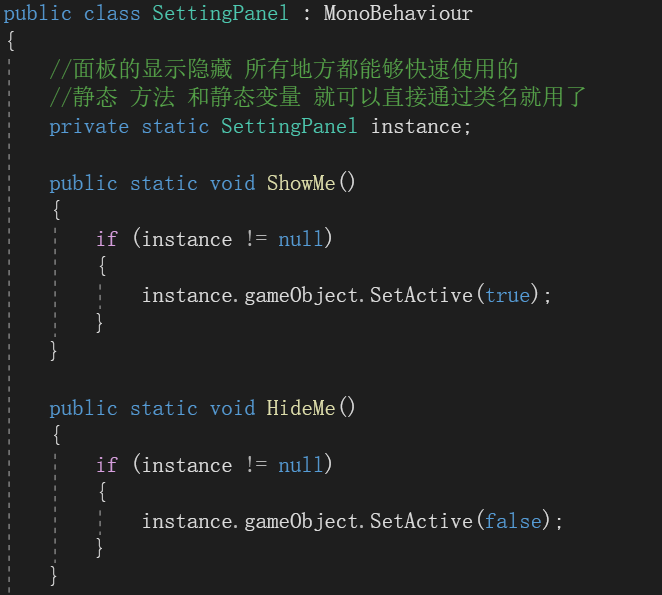 public class SettingPanel : MonoBehaviour
{
//面板的显示隐藏 所有地方都能够快速使用的
//静态 方法 和静态变量 就可以直接通过类名就用了
private static SettingPanel instance;
public static void ShowMe()
{
if (instance != null)
{
instance.gameObject.SetActive(true);
}
}
public static void HideMe()
{
if (instance != null)
{
instance.gameObject.SetActive(false);
}
}